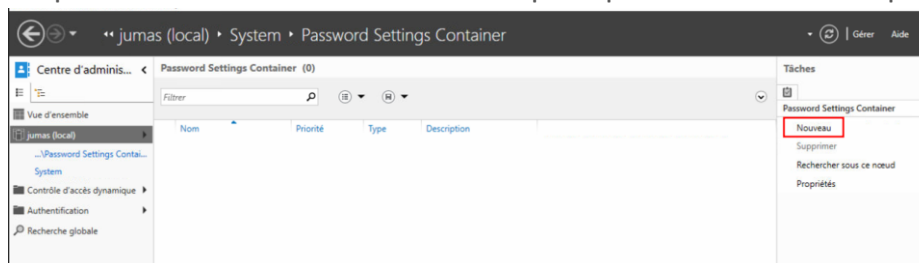 jumas (local) System Password Settings Container
Gérer Aide
Centre d'adminis...
Vue d'ensemble
jumas (local)
...\Password Settings Contai...
System
Contrôle d'accès dynamique
Authentification
Recherche globale
Password Settings Container (0)
Filtrer
Nom Priorité Type Description
Tâches
Password Settings Container
Nouveau
Supprimer
Rechercher sous ce nœud
Propriétés